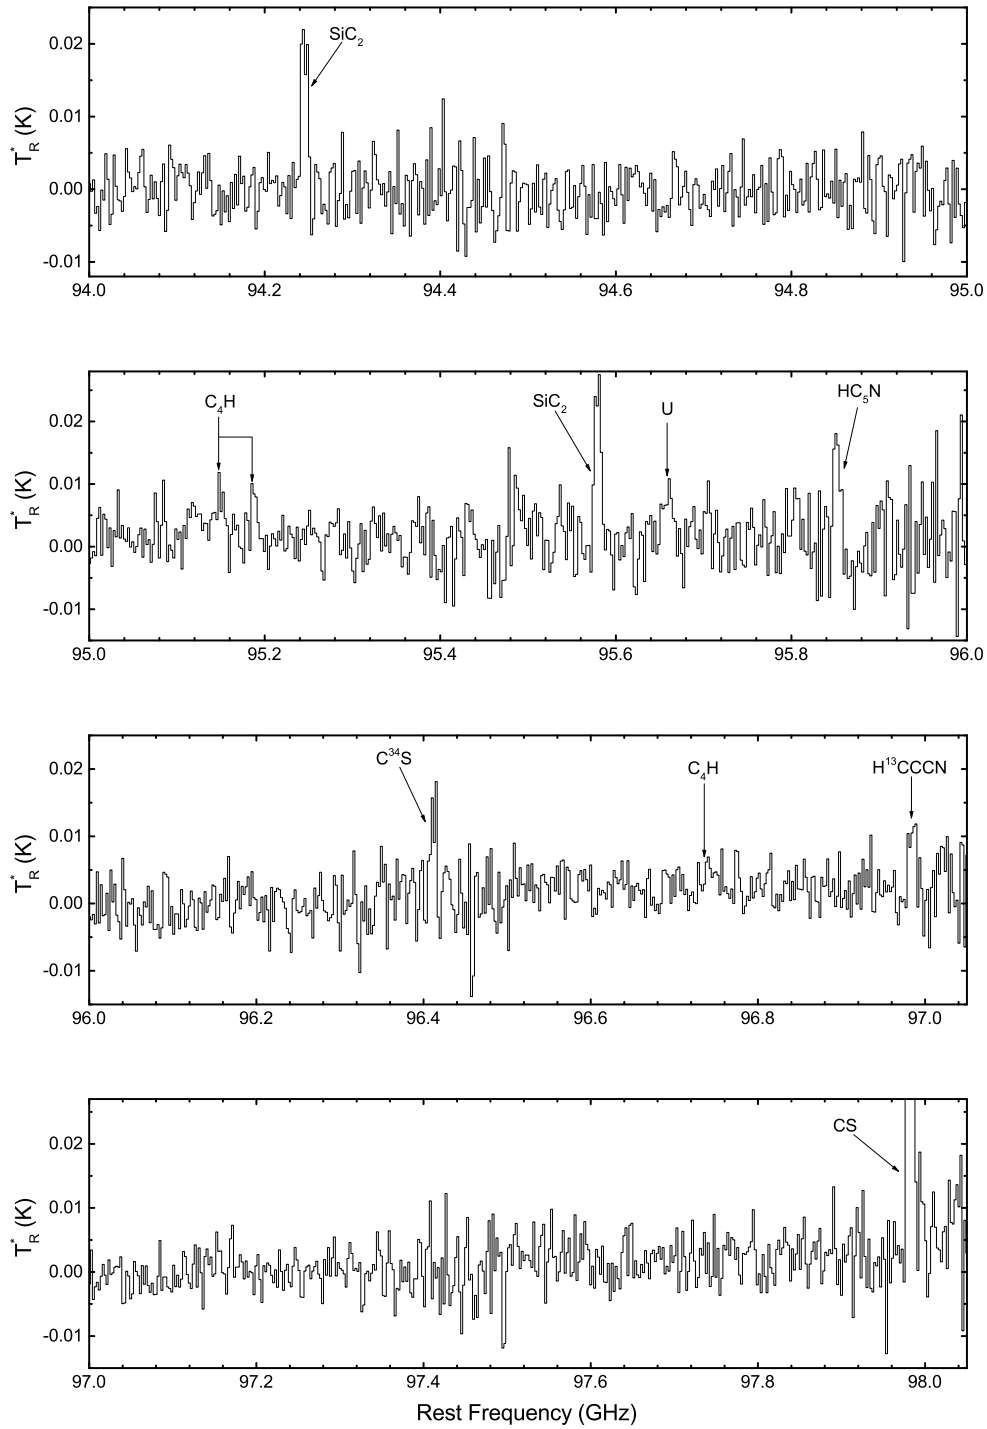 SiC2
0.02
0.01
0.00
-0.01
T*R (K)
94.0 94.2 94.4 94.6 94.8 95.0
C4H SiC2 U HC5N
0.02
0.01
0.00
-0.01
T*R (K)
95.0 95.2 95.4 95.6 95.8 96.0
C34S C4H H13CCCN
0.02
0.01
0.00
-0.01
T*R (K)
96.0 96.2 96.4 96.6 96.8 97.0
CS
0.02
0.01
0.00
-0.01
T*R (K)
97.0 97.2 97.4 97.6 97.8 98.0
Rest Frequency (GHz)